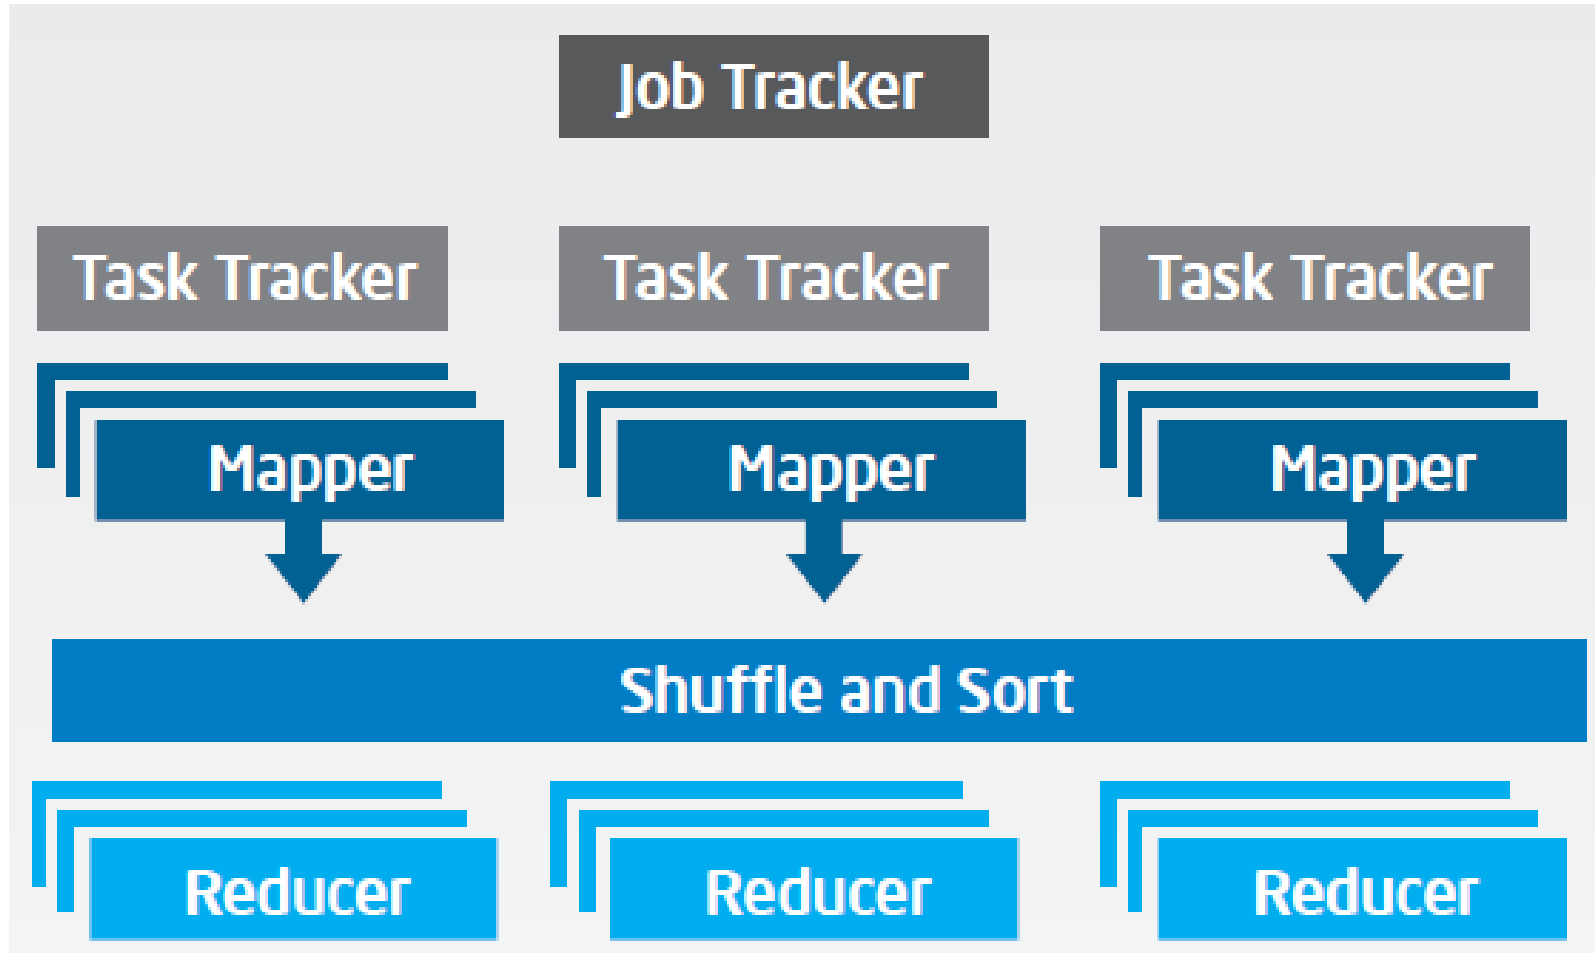 Job Tracker
Task Tracker Task Tracker Task Tracker
Mapper Mapper Mapper
Shuffle and Sort
Reducer Reducer Reducer